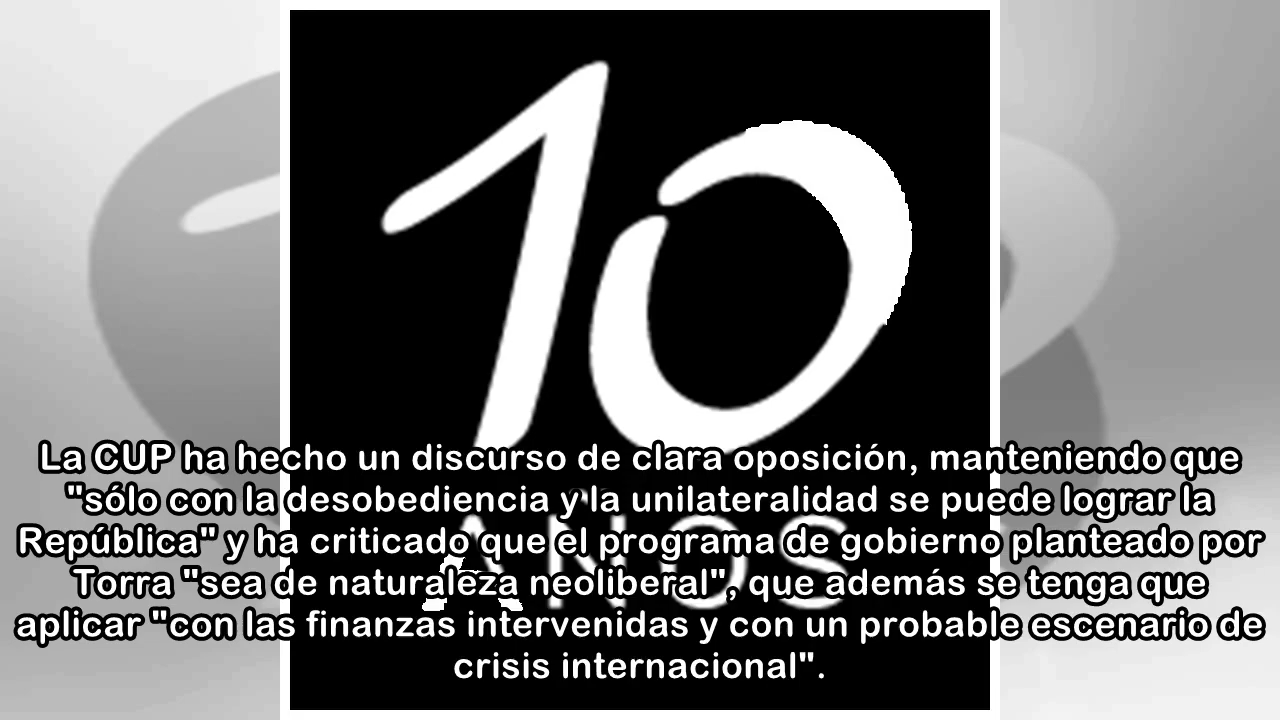 10
AÑOS
La CUP ha hecho un discurso de clara oposición, manteniendo que
"sólo con la desobediencia y la unilateralidad se puede lograr la
República" y ha criticado que el programa de gobierno planteado por
Torra "sea de naturaleza neoliberal", que además se tenga que
aplicar "con las finanzas intervenidas y con un probable escenario de
crisis internacional".